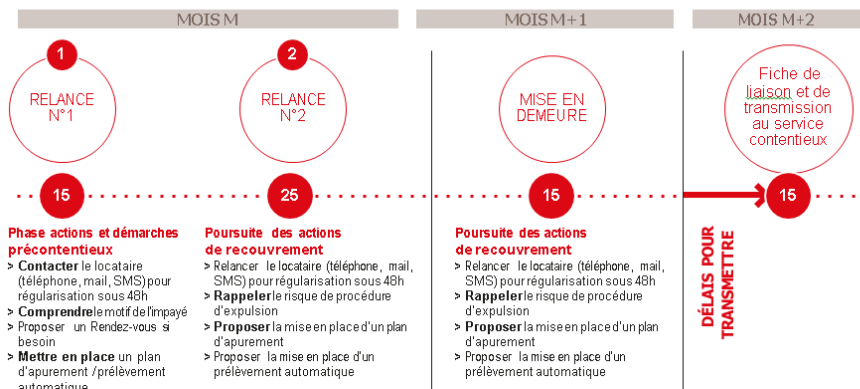 MOIS M
MOIS M+1
MOIS M+2
1
2
RELANCE
N°1
RELANCE
N°2
MISE EN
DEMEURE
Fiche de
liaison et de
transmission
au service
contentieux
15
25
15
15
Phase actions et démarches
précontentieux
> Contacter le locataire
(téléphone, mail, SMS) pour
régularisation sous 48h
> Comprendre le motif de l'impayé
> Proposer un Rendez-vous si
besoin
> Mettre en place un plan
d'apurement / prélèvement
automatique
Poursuite des actions
de recouvrement
> Relancer le locataire (téléphone, mail,
SMS) pour régularisation sous 48h
> Rappeler le risque de procédure
d'expulsion
> Proposer la mise en place d'un plan
d'apurement
> Proposer la mise en place d'un
prélèvement automatique
Poursuite des actions
de recouvrement
> Relancer le locataire (téléphone, mail,
SMS) pour régularisation sous 48h
> Rappeler le risque de procédure
d'expulsion
> Proposer la mise en place d'un plan
d'apurement
> Proposer la mise en place d'un
prélèvement automatique
DÉLAIS POUR
TRANSMETTRE